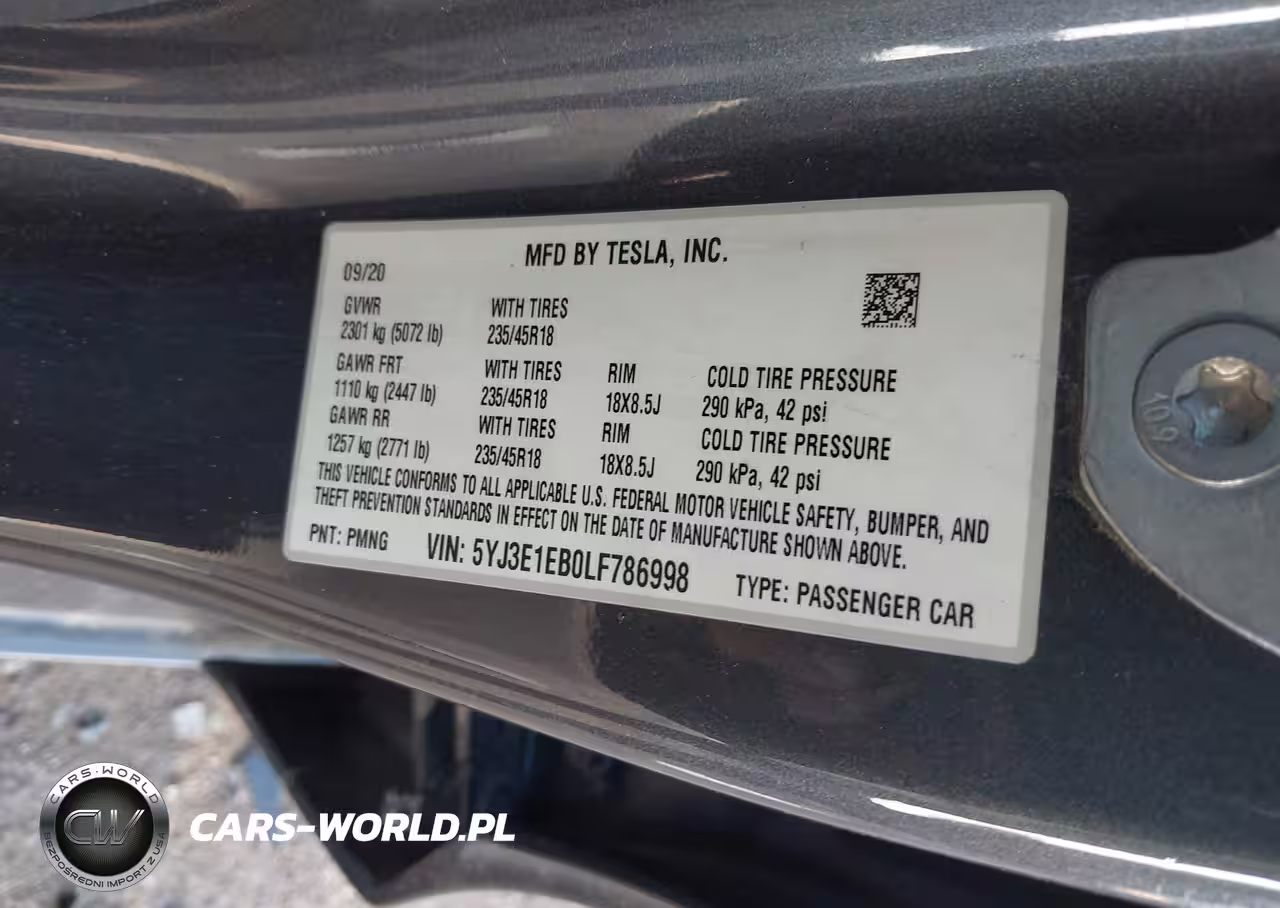 MFD BY TESLA, INC.
09/20
GVWR WITH TIRES
2301 kg (5072 lb) 235/45R18
GAWR FRT WITH TIRES RIM COLD TIRE PRESSURE
1110 kg (2447 lb) 235/45R18 18X8.5J 290 kPa, 42 psi
GAWR RR WITH TIRES RIM COLD TIRE PRESSURE
1257 kg (2771 lb) 235/45R18 18X8.5J 290 kPa, 42 psi
THIS VEHICLE CONFORMS TO ALL APPLICABLE U.S. FEDERAL MOTOR VEHICLE SAFETY, BUMPER, AND
THEFT PREVENTION STANDARDS IN EFFECT ON THE DATE OF MANUFACTURE SHOWN ABOVE.
PNT: PMNG VIN: 5YJ3E1EB0LF786998 TYPE: PASSENGER CAR
10.9
CARS-WORLD
CW
BEZPOŚREDNI IMPORT Z USA
CARS-WORLD.PL